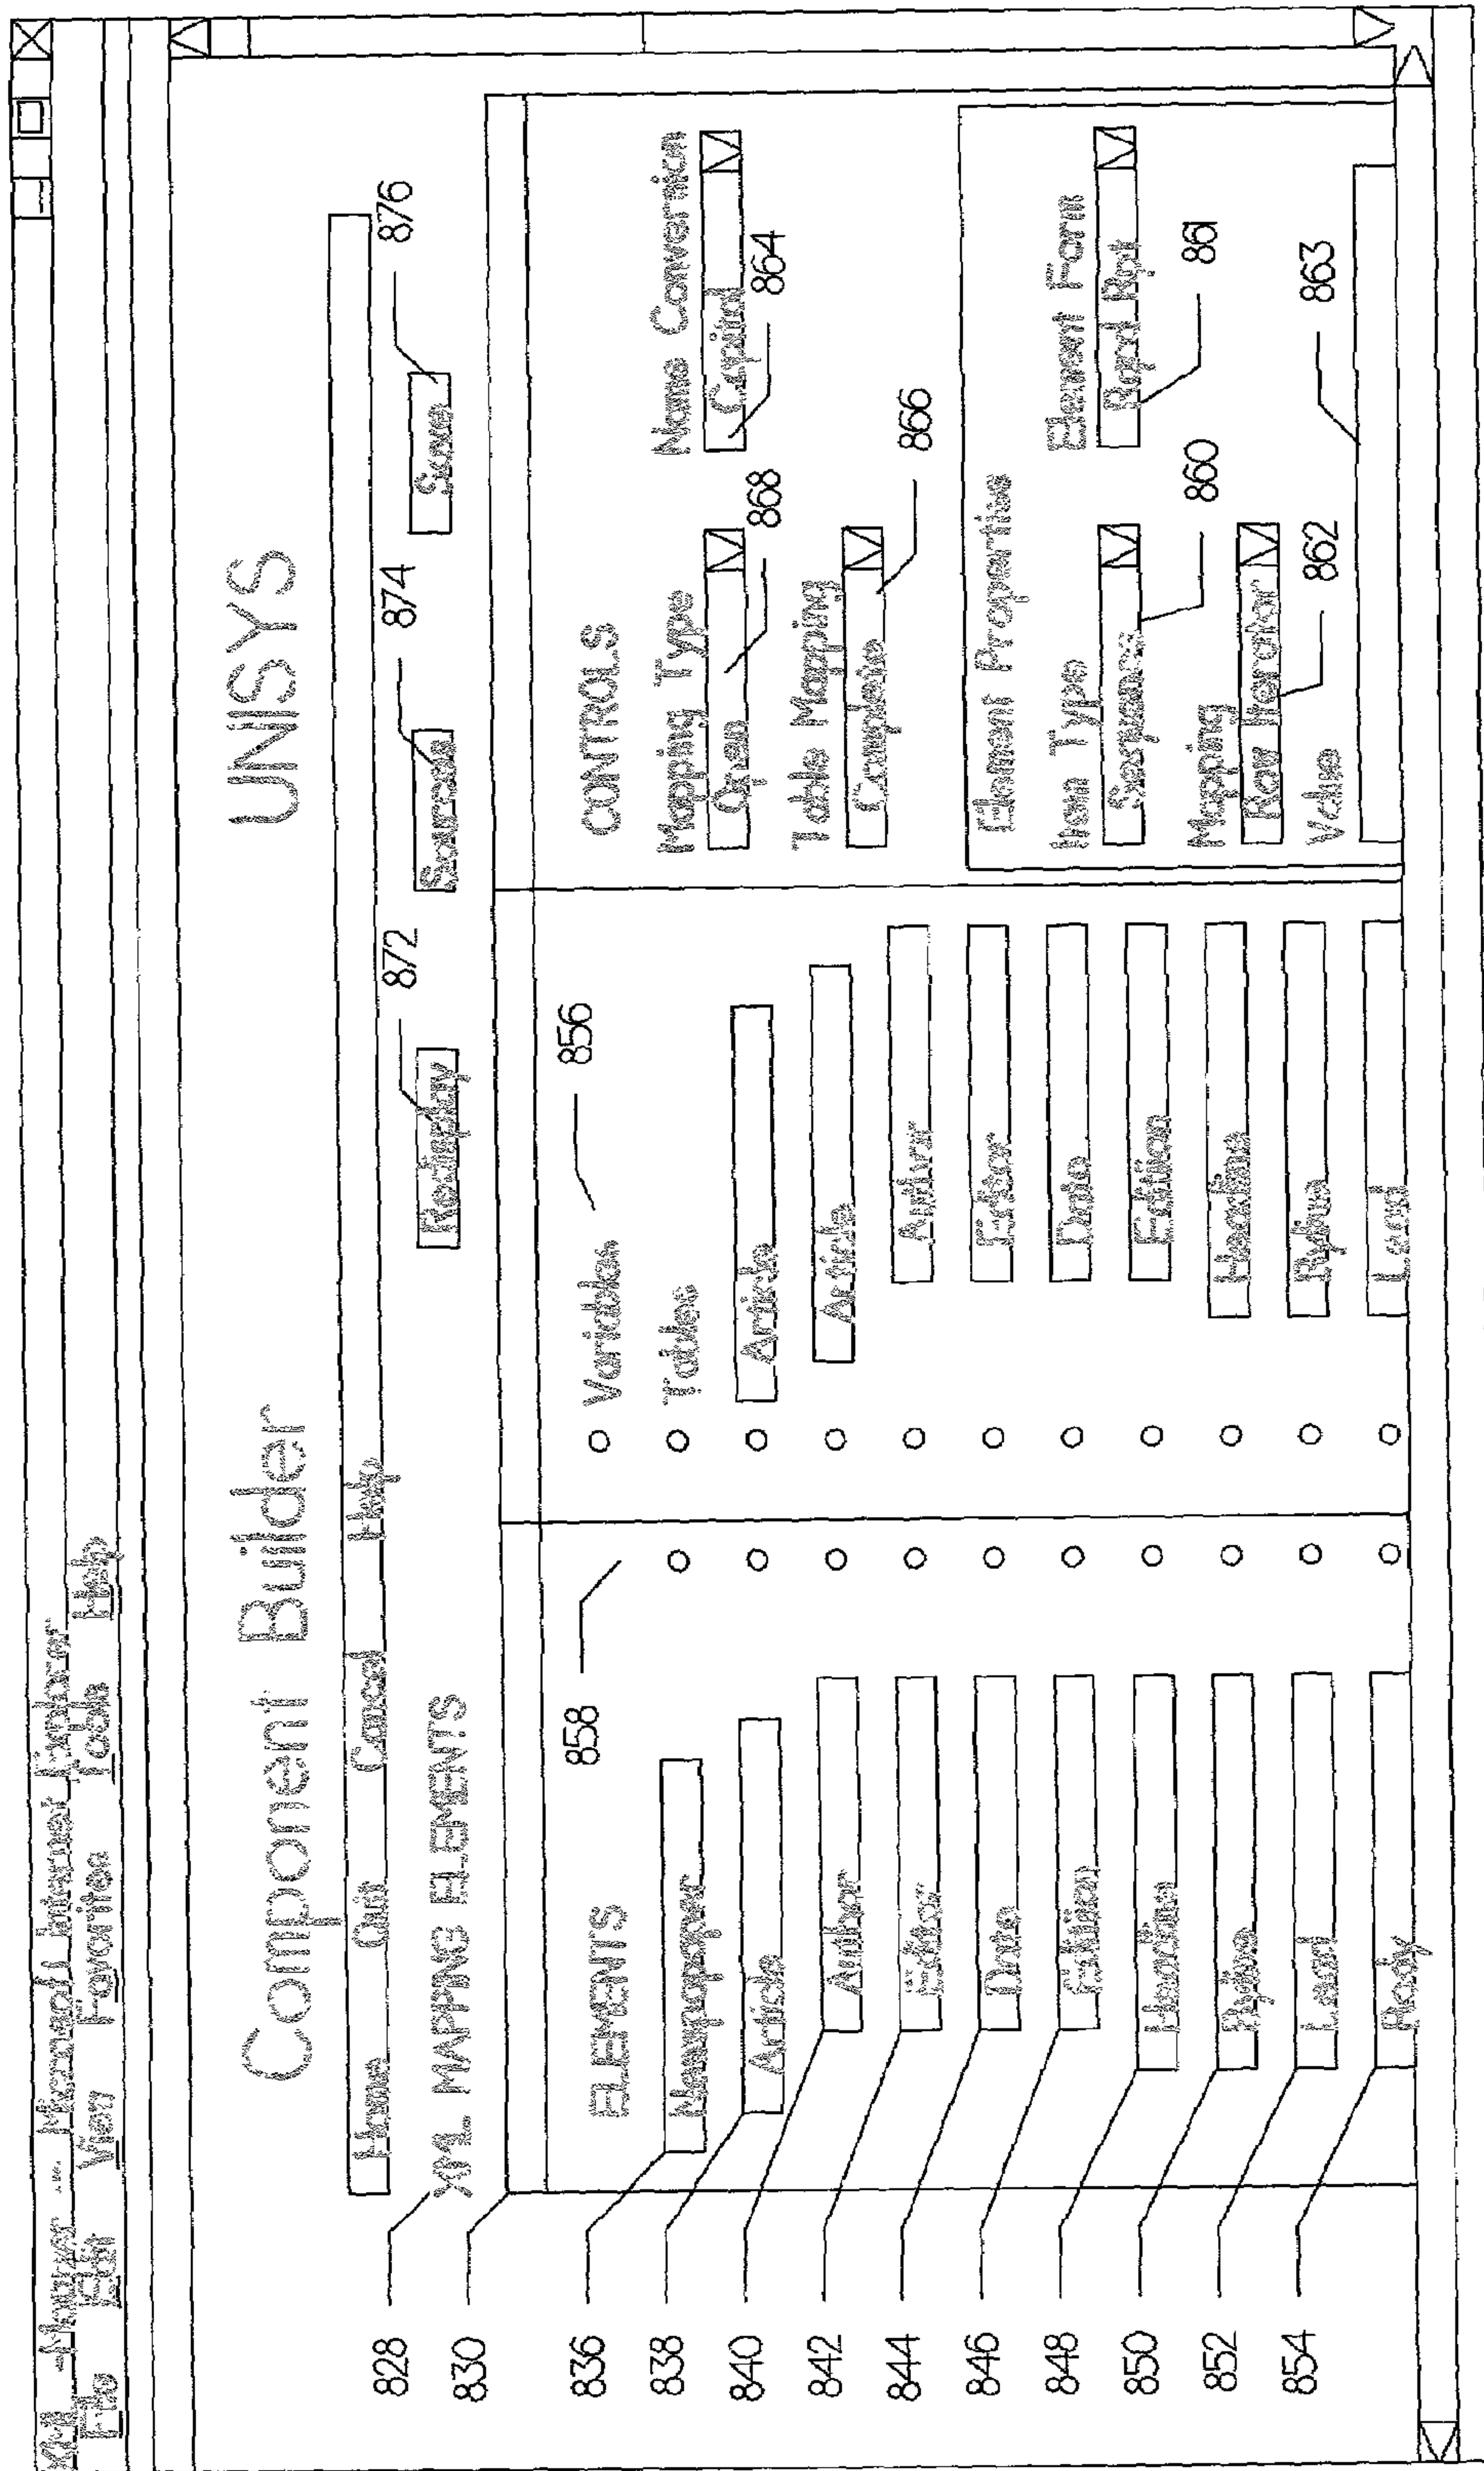 XML - Mapper ... Microsoft Internet Explorer
File Edit View Favorites Table Help
Component Builder UNISYS
Home Quit Cancel Help
828 XML MAPPING ELEMENTS
872 874 876
Redisplay Sources Save
830
858 856
ELEMENTS
Variables
CONTROLS
836 Newspaper
Tables
Mapping Type Name Conversion
838 Article
Article
Open Capital
868 864
840 Author
Article
Table Mapping
Complete
866
842 Editor
Author
844 Date
Editor
Element Properties
846 Edition
Date
Item Type Element Form
Sequence Rqrd Rpt
848 Headline
Edition
860 861
850 Byline
Headline
Mapping
Row Iterator
852 Lead
Byline
862 863
Value
854 Body
Lead